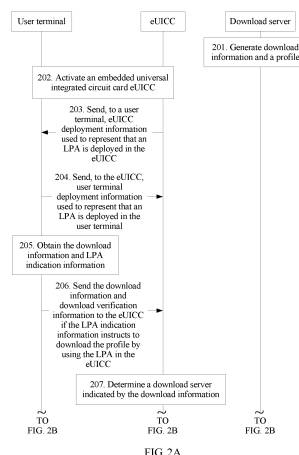 User terminal
eUICC
Download server
201. Generate download
information and a profile
202. Activate an embedded universal
integrated circuit card eUICC
203. Send, to a user
terminal, eUICC
deployment information
used to represent that an
LPA is deployed in the
eUICC
204. Send, to the eUICC,
user terminal
deployment information
used to represent that an
LPA is deployed in the
user terminal
205. Obtain the download
information and LPA
indication information
206. Send the download
information and
download verification
information to the eUICC
if the LPA indication
information instructs to
download the profile by
using the LPA in the
eUICC
207. Determine a download server
indicated by the download information
TO
FIG. 2B
TO
FIG. 2B
TO
FIG. 2B
FIG. 2A